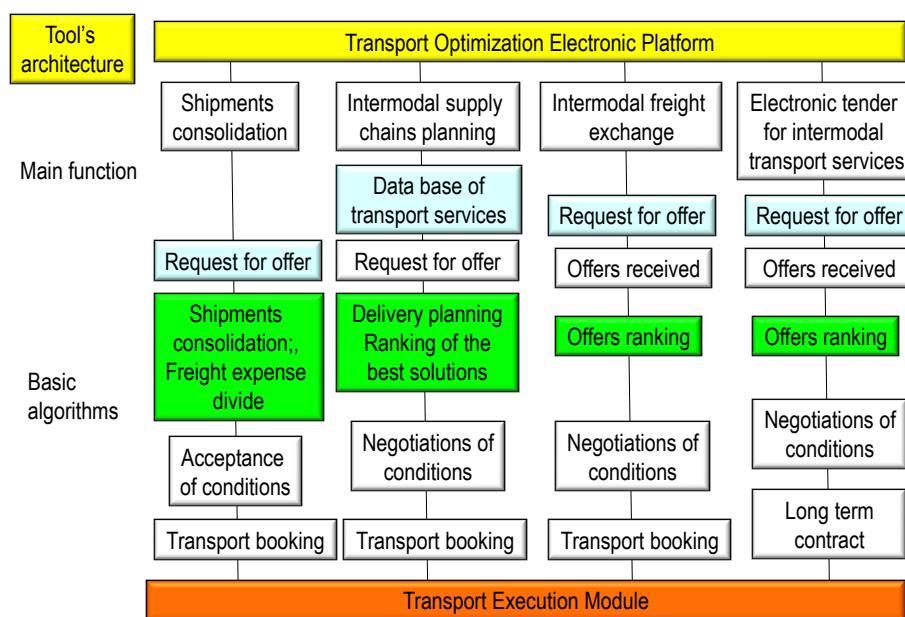 Tool's
architecture
Transport Optimization Electronic Platform
Main function
Basic
algorithms
Shipments
consolidation
Request for offer
Shipments
consolidation;,
Freight expense
divide
Acceptance
of conditions
Transport booking
Intermodal supply
chains planning
Data base of
transport services
Request for offer
Delivery planning
Ranking of the
best solutions
Negotiations of
conditions
Transport booking
Intermodal freight
exchange
Request for offer
Offers received
Offers ranking
Negotiations of
conditions
Transport booking
Electronic tender
for intermodal
transport services
Request for offer
Offers received
Offers ranking
Negotiations of
conditions
Long term
contract
Transport Execution Module